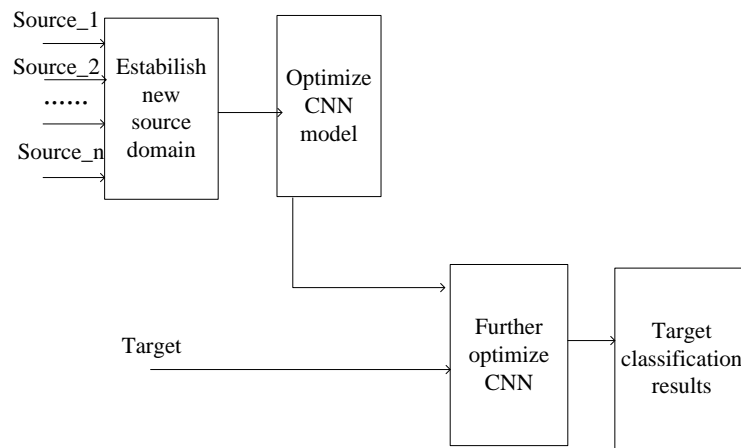 Source_1
Source_2
......
Source_n
Estabilish
new
source
domain
Optimize
CNN
model
Target
Further
optimize
CNN
Target
classification
results